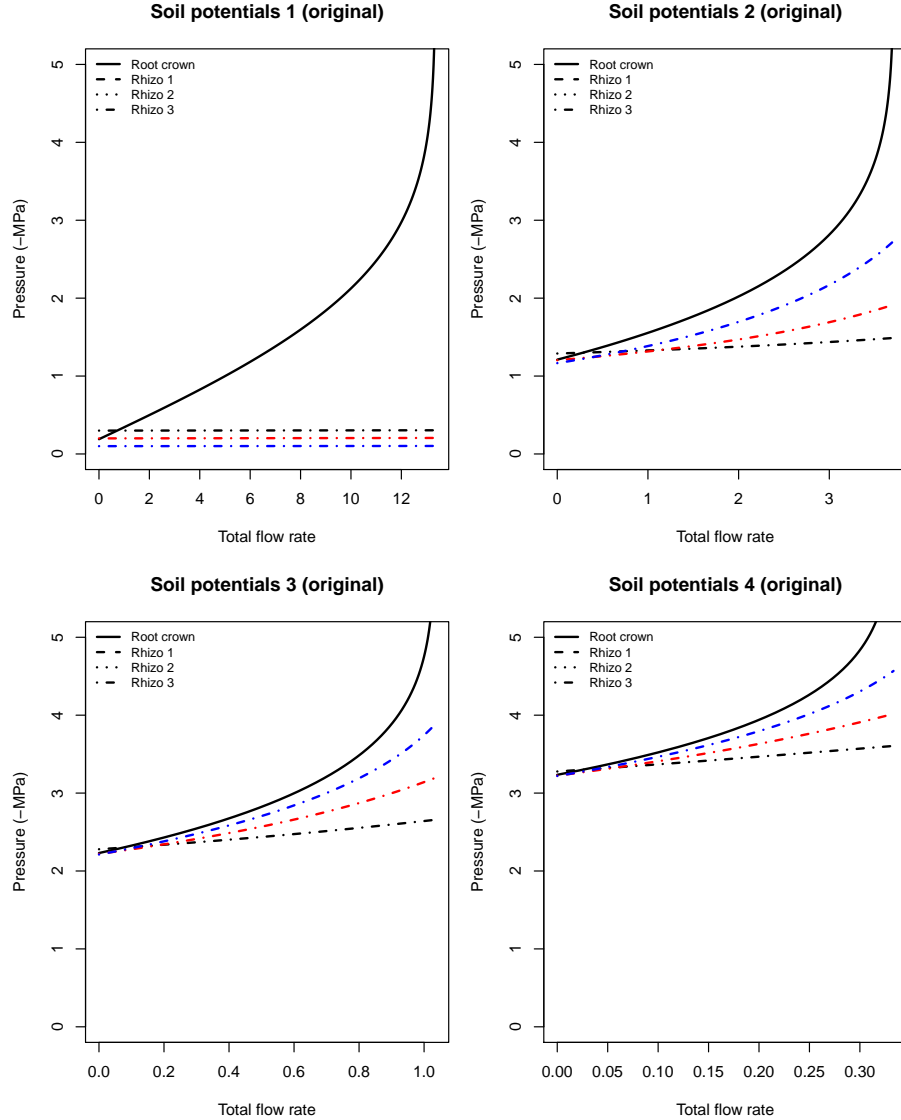 Soil potentials 1 (original)
Pressure (−MPa)
5
4
3
2
1
0
Root crown
Rhizo 1
Rhizo 2
Rhizo 3
0 2 4 6 8 10 12
Total flow rate
Soil potentials 2 (original)
Pressure (−MPa)
5
4
3
2
1
0
Root crown
Rhizo 1
Rhizo 2
Rhizo 3
0 1 2 3
Total flow rate
Soil potentials 3 (original)
Pressure (−MPa)
5
4
3
2
1
0
Root crown
Rhizo 1
Rhizo 2
Rhizo 3
0.0 0.2 0.4 0.6 0.8 1.0
Total flow rate
Soil potentials 4 (original)
Pressure (−MPa)
5
4
3
2
1
0
Root crown
Rhizo 1
Rhizo 2
Rhizo 3
0.00 0.05 0.10 0.15 0.20 0.25 0.30
Total flow rate